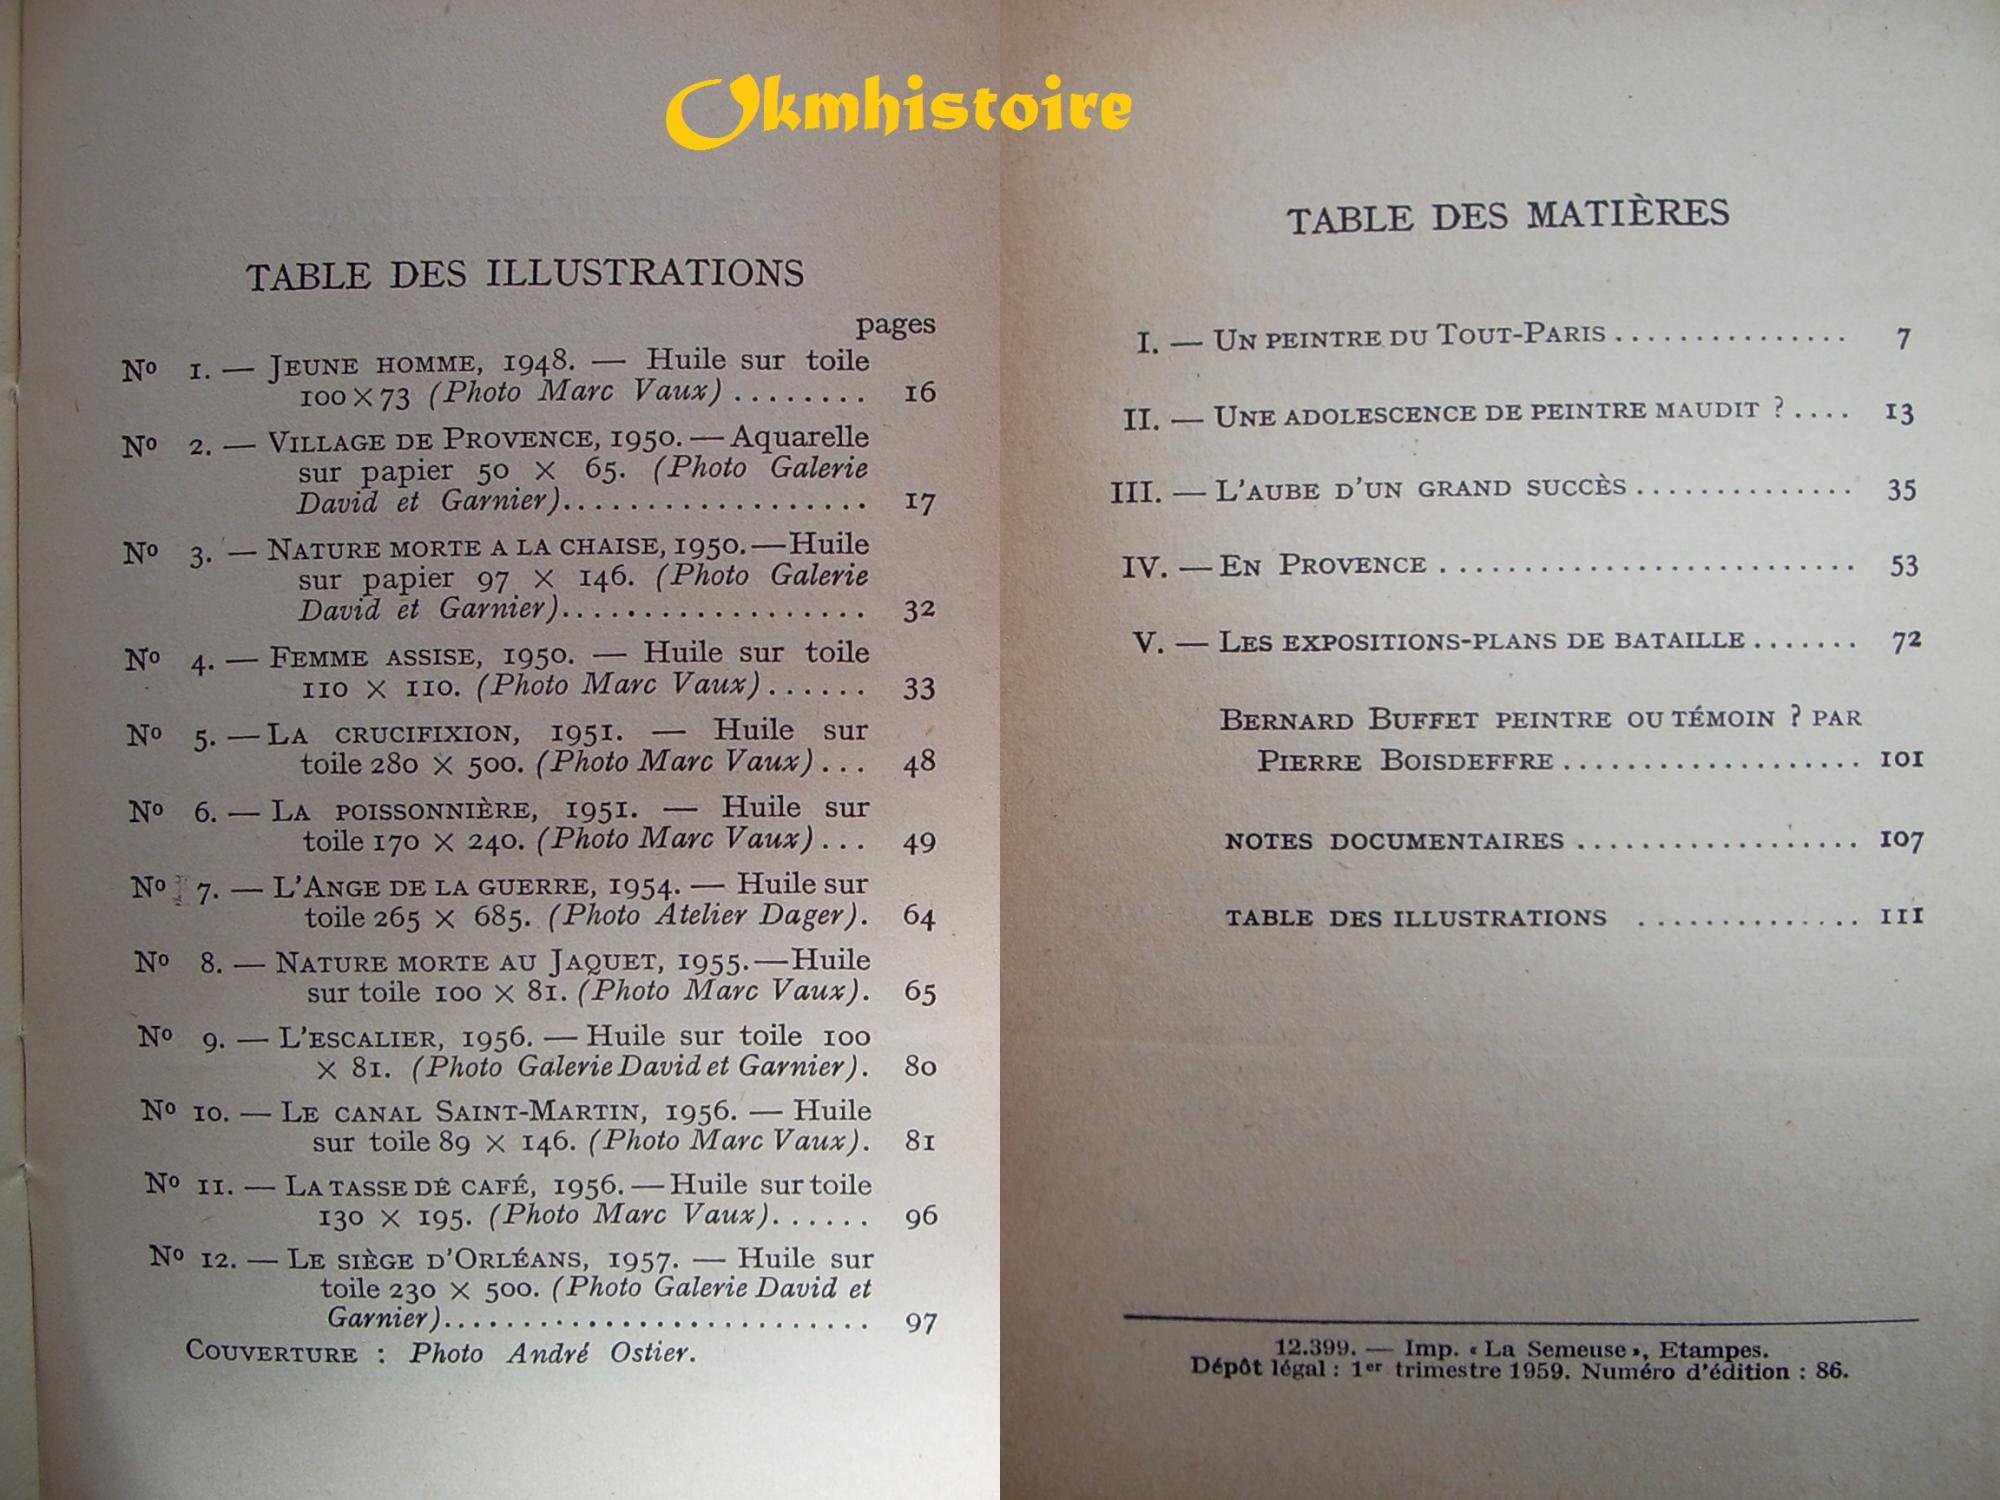 Okmhistoire
TABLE DES ILLUSTRATIONS
pages
Nº 1. — JEUNE HOMME, 1948. — Huile sur toile
100 × 73 (Photo Marc Vaux) ........ 16
Nº 2. — VILLAGE DE PROVENCE, 1950. — Aquarelle
sur papier 50 × 65. (Photo Galerie
David et Garnier).................. 17
Nº 3. — NATURE MORTE A LA CHAISE, 1950. — Huile
sur papier 97 × 146. (Photo Galerie
David et Garnier).................. 32
Nº 4. — FEMME ASSISE, 1950. — Huile sur toile
110 × 110. (Photo Marc Vaux)...... 33
Nº 5. — LA CRUCIFIXION, 1951. — Huile sur
toile 280 × 500. (Photo Marc Vaux)... 48
Nº 6. — LA POISSONNIÈRE, 1951. — Huile sur
toile 170 × 240. (Photo Marc Vaux)... 49
Nº 7. — L'ANGE DE LA GUERRE, 1954. — Huile sur
toile 265 × 685. (Photo Atelier Dager). 64
Nº 8. — NATURE MORTE AU JAQUET, 1955. — Huile
sur toile 100 × 81. (Photo Marc Vaux). 65
Nº 9. — L'ESCALIER, 1956. — Huile sur toile 100
× 81. (Photo Galerie David et Garnier). 80
Nº 10. — LE CANAL SAINT-MARTIN, 1956. — Huile
sur toile 89 × 146. (Photo Marc Vaux). 81
Nº 11. — LA TASSE DÉ CAFÉ, 1956. — Huile sur toile
130 × 195. (Photo Marc Vaux)...... 96
Nº 12. — LE SIÈGE D'ORLÉANS, 1957. — Huile sur
toile 230 × 500. (Photo Galerie David et
Garnier)........................... 97
COUVERTURE : Photo André Ostier.
TABLE DES MATIÈRES
I. — UN PEINTRE DU TOUT-PARIS............... 7
II. — UNE ADOLESCENCE DE PEINTRE MAUDIT ?.... 13
III. — L'AUBE D'UN GRAND SUCCÈS.............. 35
IV. — EN PROVENCE ........................... 53
V. — LES EXPOSITIONS-PLANS DE BATAILLE....... 72
BERNARD BUFFET PEINTRE OU TÉMOIN ? PAR
PIERRE BOISDEFFRE.................... 101
NOTES DOCUMENTAIRES ................... 107
TABLE DES ILLUSTRATIONS .............. 111
12.399. — Imp. « La Semeuse », Etampes.
Dépôt légal : 1er trimestre 1959. Numéro d'édition : 86.